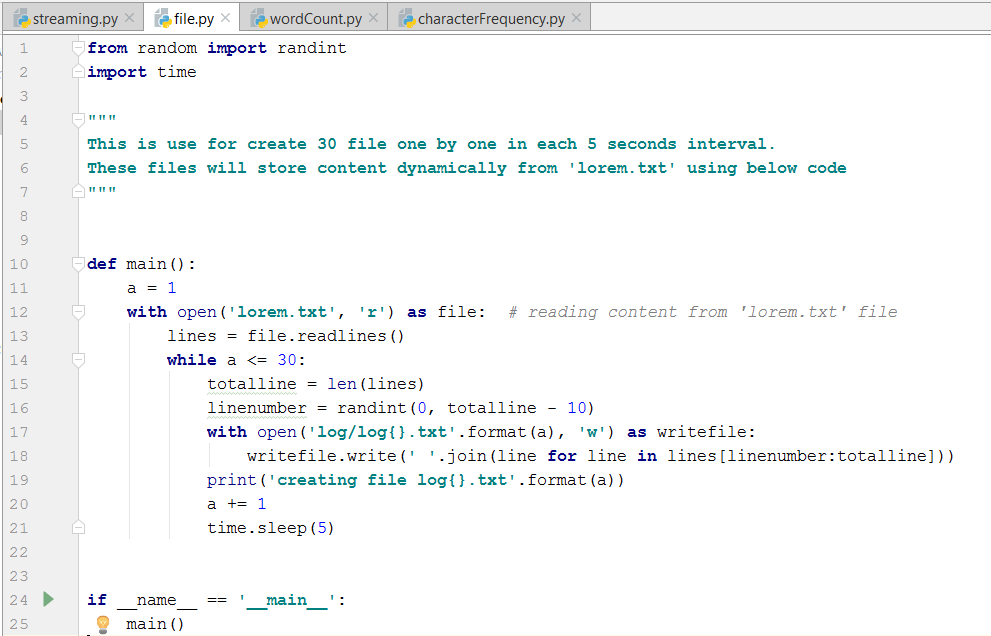 streaming.py × file.py × wordCount.py × characterFrequency.py ×
1 from random import randint
2 import time
3
4 """
5 This is use for create 30 file one by one in each 5 seconds interval.
6 These files will store content dynamically from 'lorem.txt' using below code
7 """
8
9
10 def main():
11     a = 1
12     with open('lorem.txt', 'r') as file:  # reading content from 'lorem.txt' file
13         lines = file.readlines()
14         while a <= 30:
15             totalline = len(lines)
16             linenumber = randint(0, totalline - 10)
17             with open('log/log{}.txt'.format(a), 'w') as writefile:
18                 writefile.write(' '.join(line for line in lines[linenumber:totalline]))
19             print('creating file log{}.txt'.format(a))
20             a += 1
21             time.sleep(5)
22
23
24 if __name__ == '__main__':
25     main()